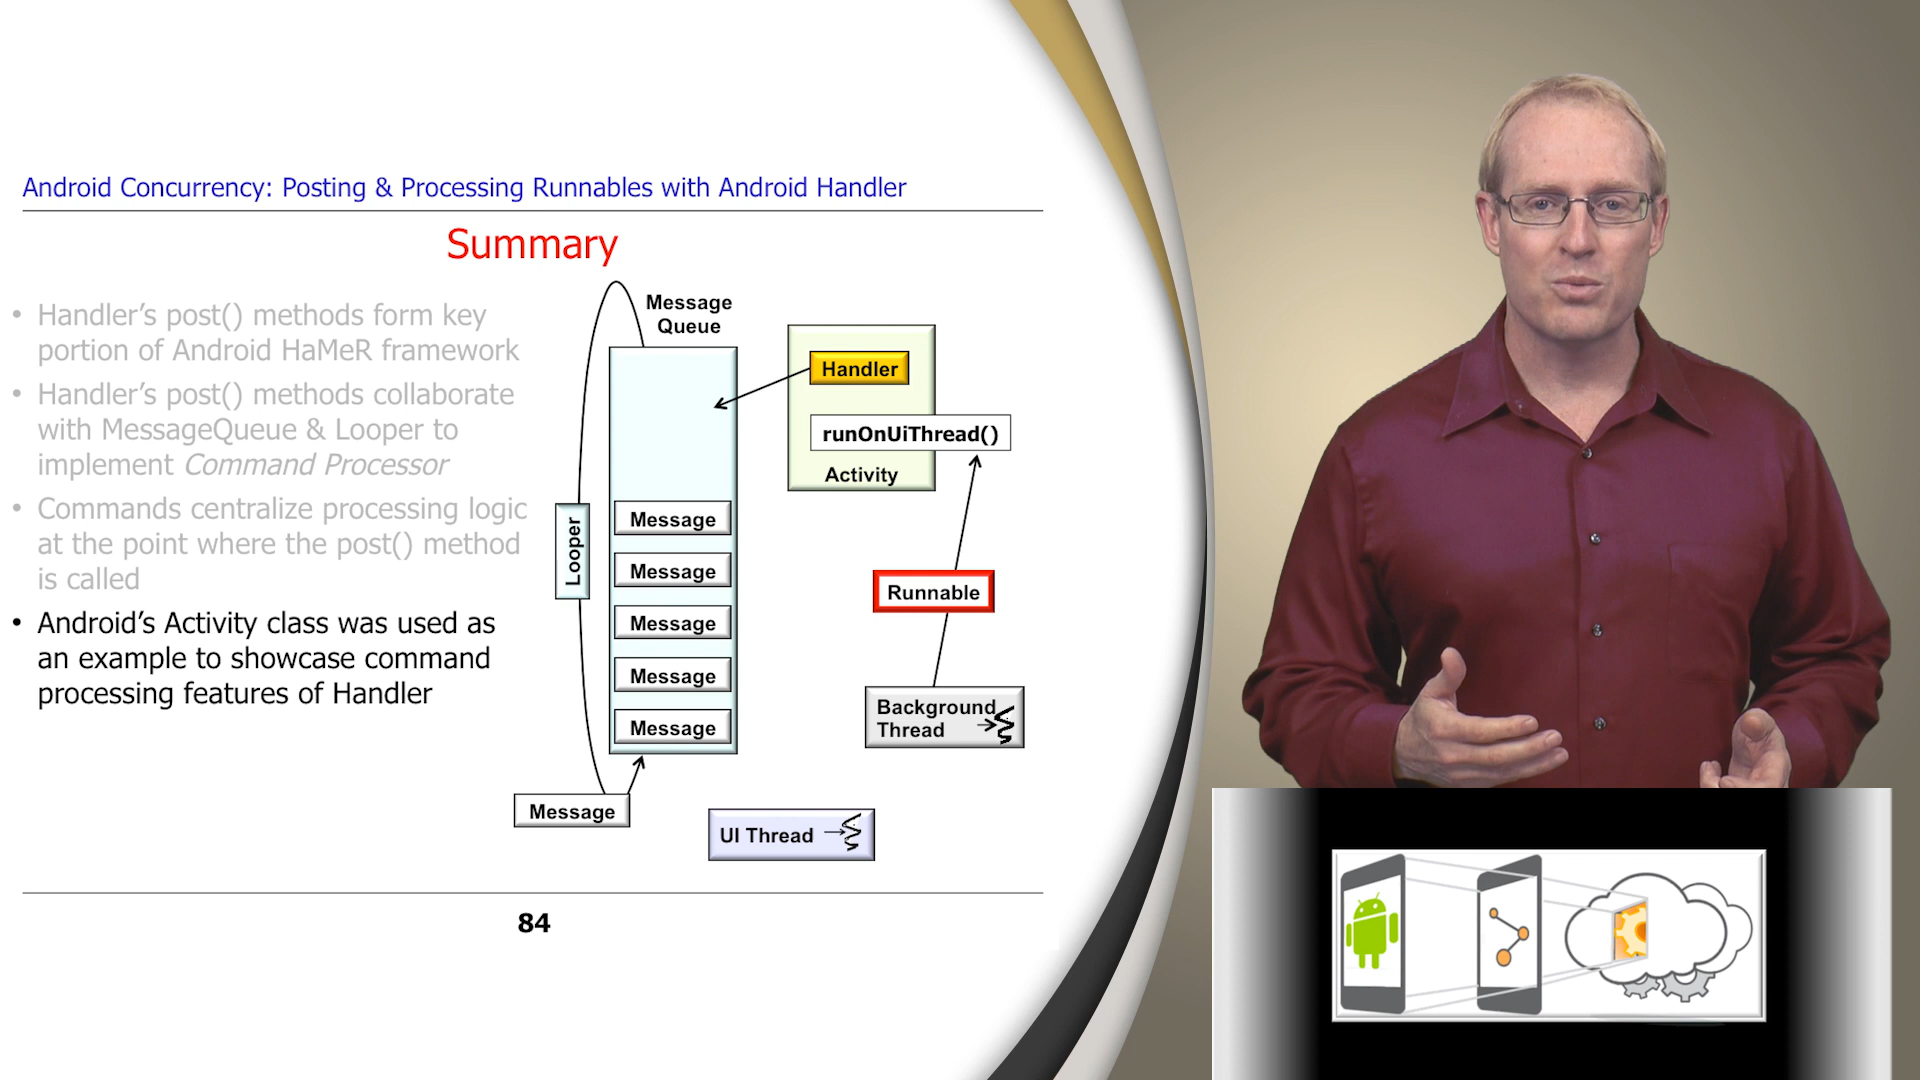 Android Concurrency: Posting & Processing Runnables with Android Handler
Summary
• Handler’s post() methods form key
portion of Android HaMeR framework
• Handler’s post() methods collaborate
with MessageQueue & Looper to
implement Command Processor
• Commands centralize processing logic
at the point where the post() method
is called
• Android’s Activity class was used as
an example to showcase command
processing features of Handler
Message
Queue
Handler
runOnUiThread()
Activity
Looper
Message
Message
Message
Message
Message
Runnable
Background
Thread
Message
UI Thread
84